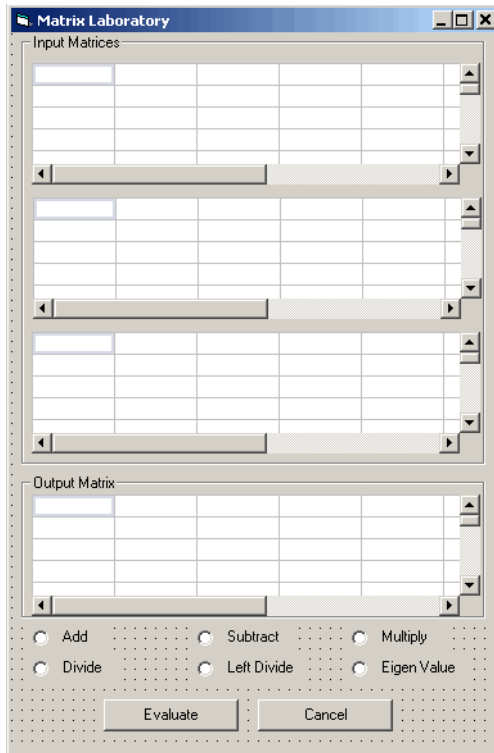 Matrix Laboratory
Input Matrices
Output Matrix
Add Subtract Multiply
Divide Left Divide Eigen Value
Evaluate Cancel